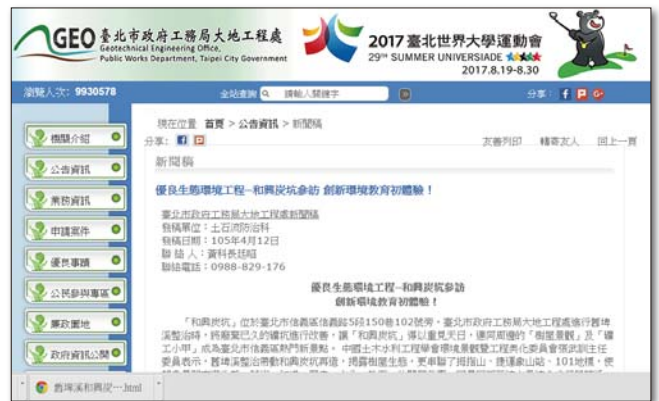 GEO 臺北市政府工務局大地工程處
Geotechnical Engineering Office,
Public Works Department, Taipei City Government
2017 臺北世界大學運動會
29TH SUMMER UNIVERSIADE
2017.8.19-8.30
瀏覽人次: 9930578
全站查詢
請輸入關鍵字
分享:
機關介紹
公告資訊
業務資訊
申請案件
優良事蹟
公民參與專區
廉政園地
政府資訊公開
現在位置 首頁 > 公告資訊 > 新聞稿
分享:
友善列印 轉寄友人 回上一頁
新聞稿
優良生態環境工程–和興炭坑參訪 創新環境教育初體驗！
臺北市政府工務局大地工程處新聞稿
發稿單位：土石流防治科
發稿日期：105年4月12日
聯 絡 人：黃科長廷昭
聯絡電話：0988-829-176
優良生態環境工程–和興炭坑參訪
創新環境教育初體驗！
「和興炭坑」位於臺北市信義區信義路5段150巷102號旁，臺北市政府工務局大地工程處進行舊埤
溪整治時，將廢棄已久的礦坑進行改善，讓「和興炭坑」得以重見天日，連同周邊的「樹屋景觀」及「礦
工小甲」成為臺北市信義區熱門新景點。 中國土木水利工程學會環境景觀暨工程美化委員會張武訓主任
委員表示，舊埤溪整治帶動和興炭坑再造，揭露樹屋生態，更串聯了拇指山、捷運象山站、101地標，使
舊埤溪和興炭⋯.html